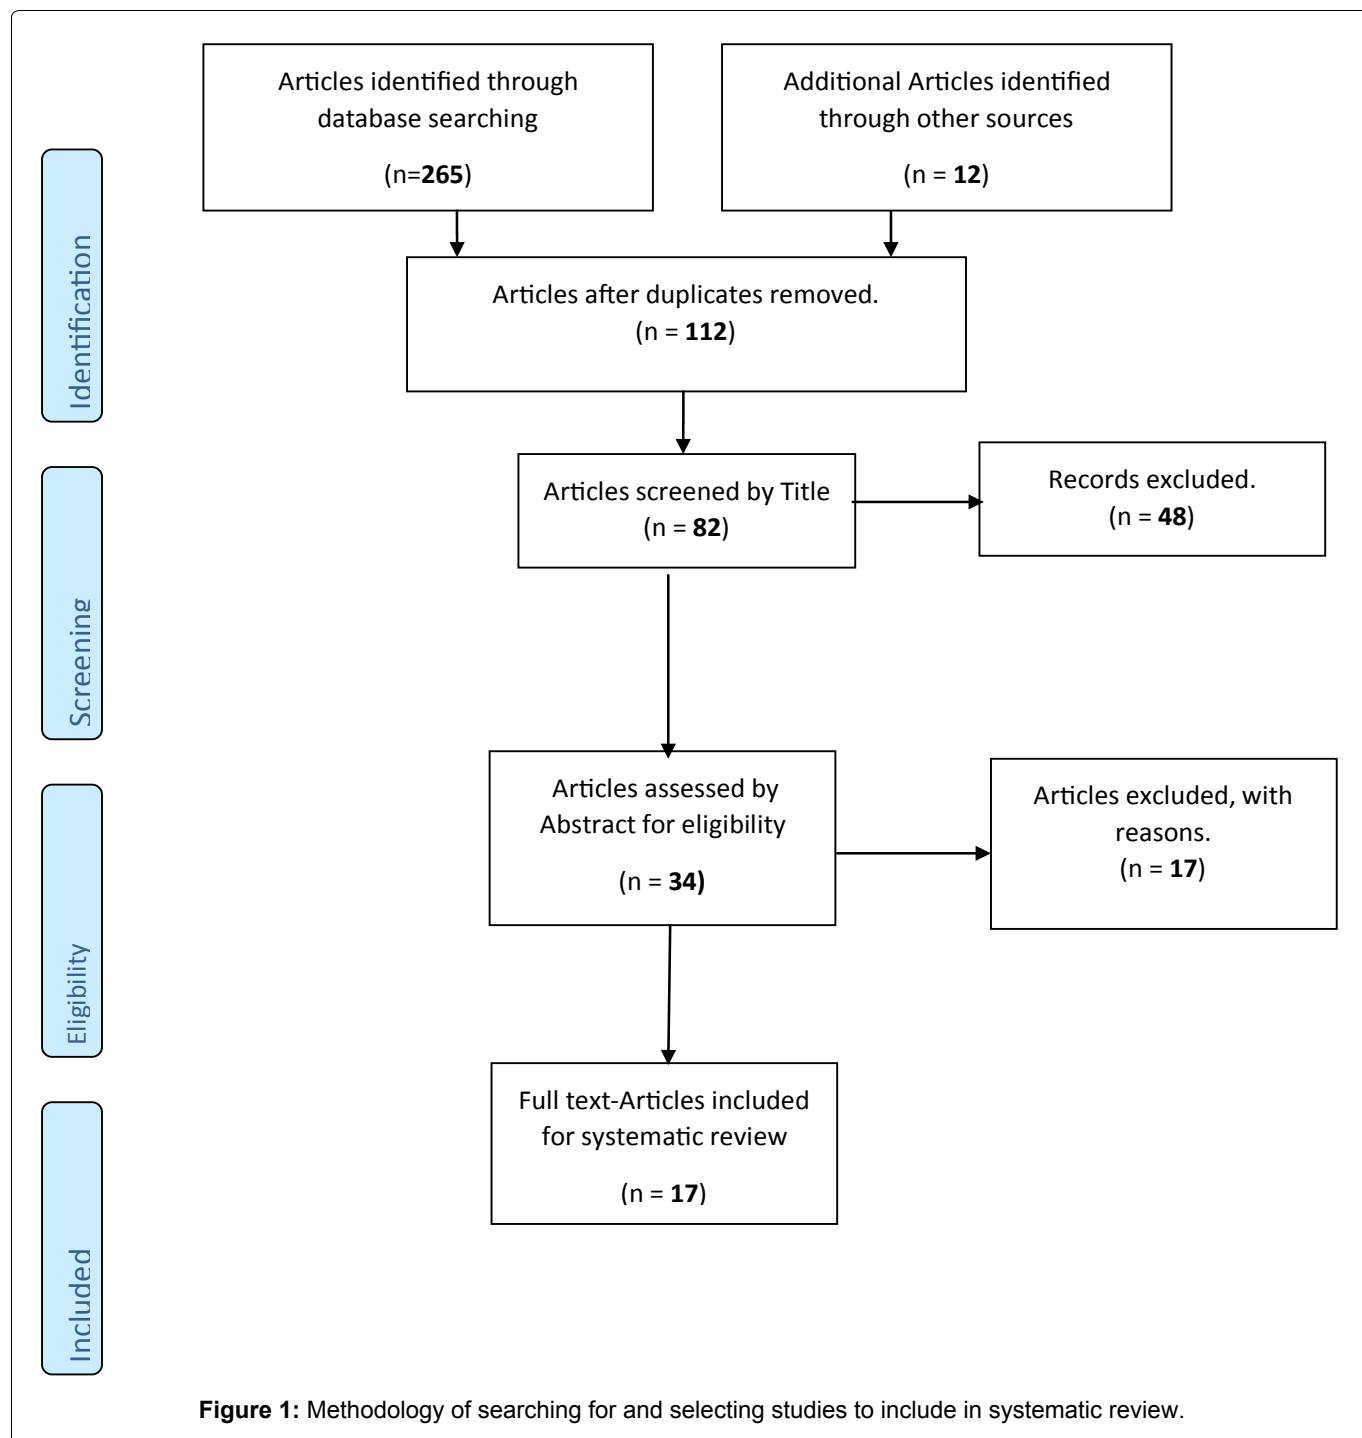 Articles identified through
database searching
(n=265)
Additional Articles identified
through other sources
(n = 12)
Identification
Articles after duplicates removed.
(n = 112)
Screening
Articles screened by Title
(n = 82)
Records excluded.
(n = 48)
Eligibility
Articles assessed by
Abstract for eligibility
(n = 34)
Articles excluded, with
reasons.
(n = 17)
Included
Full text-Articles included
for systematic review
(n = 17)
Figure 1: Methodology of searching for and selecting studies to include in systematic review.